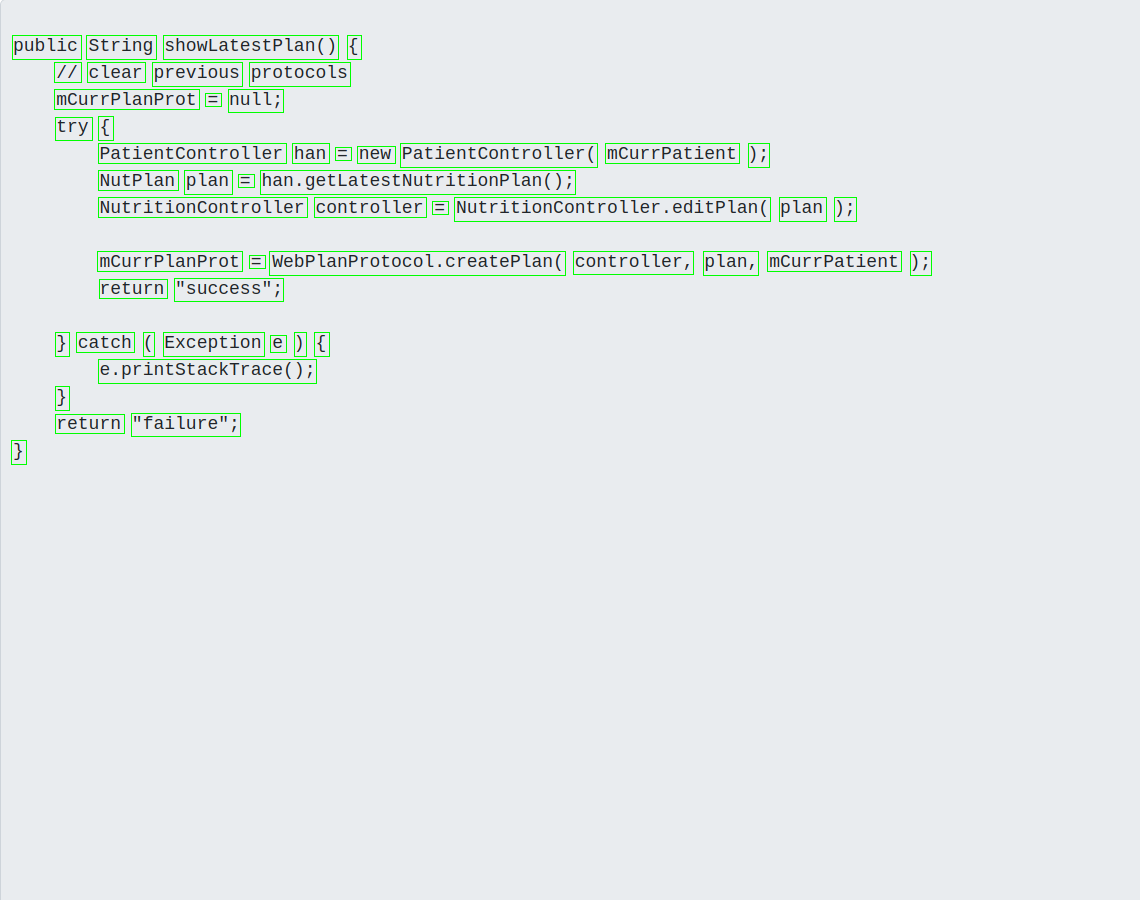 public String showLatestPlan() {
    // clear previous protocols
    mCurrPlanProt = null;
    try {
        PatientController han = new PatientController( mCurrPatient );
        NutPlan plan = han.getLatestNutritionPlan();
        NutritionController controller = NutritionController.editPlan( plan );
        mCurrPlanProt = WebPlanProtocol.createPlan( controller, plan, mCurrPatient );
        return "success";
    } catch ( Exception e ) {
        e.printStackTrace();
    }
    return "failure";
}